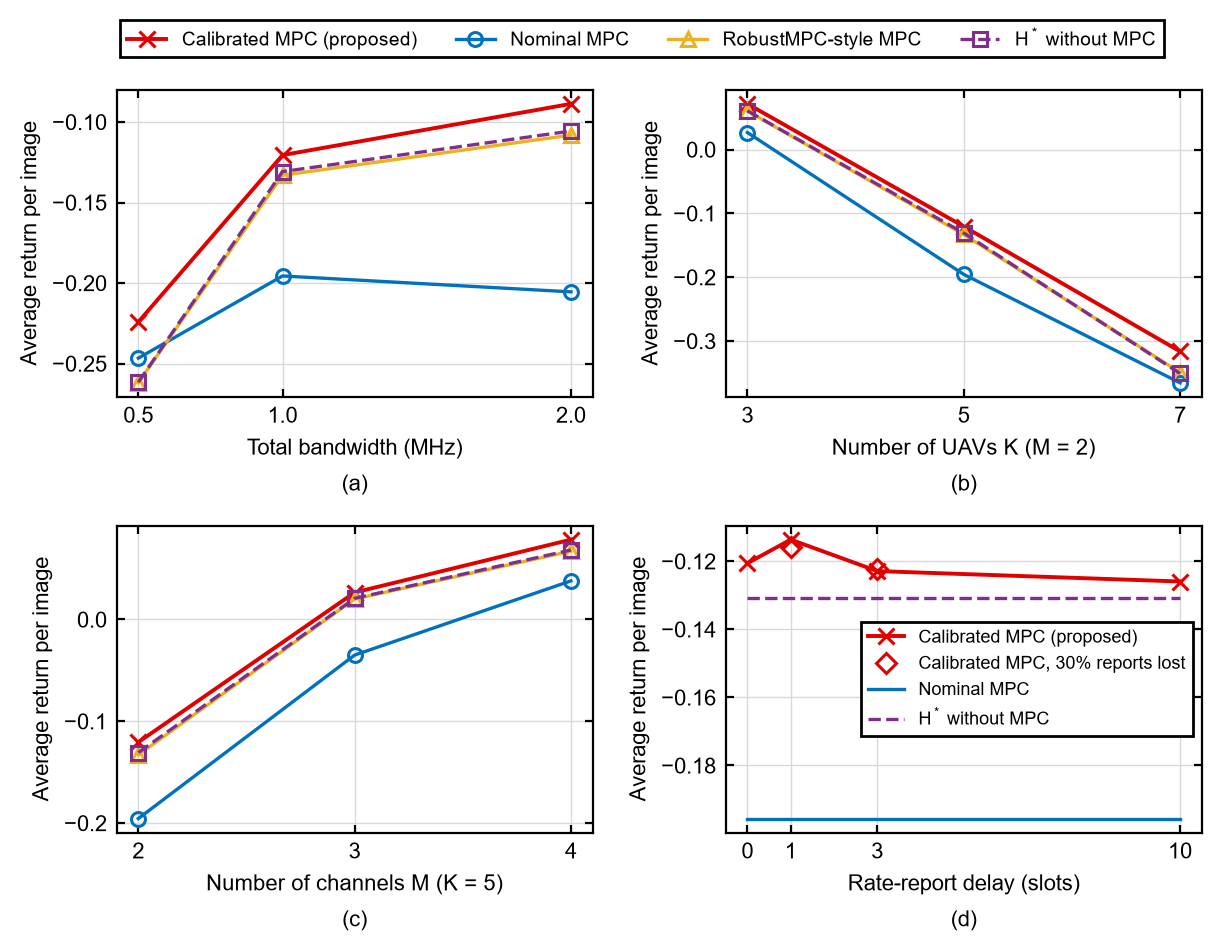 Calibrated MPC (proposed) Nominal MPC RobustMPC-style MPC H* without MPC
Average return per image
−0.10
−0.15
−0.20
−0.25
0.5 1.0 2.0
Total bandwidth (MHz)
(a)
Average return per image
0.0
−0.1
−0.2
−0.3
3 5 7
Number of UAVs K (M = 2)
(b)
Average return per image
0.0
−0.1
−0.2
2 3 4
Number of channels M (K = 5)
(c)
Average return per image
−0.12
−0.14
−0.16
−0.18
Calibrated MPC (proposed)
Calibrated MPC, 30% reports lost
Nominal MPC
H* without MPC
0 1 3 10
Rate-report delay (slots)
(d)